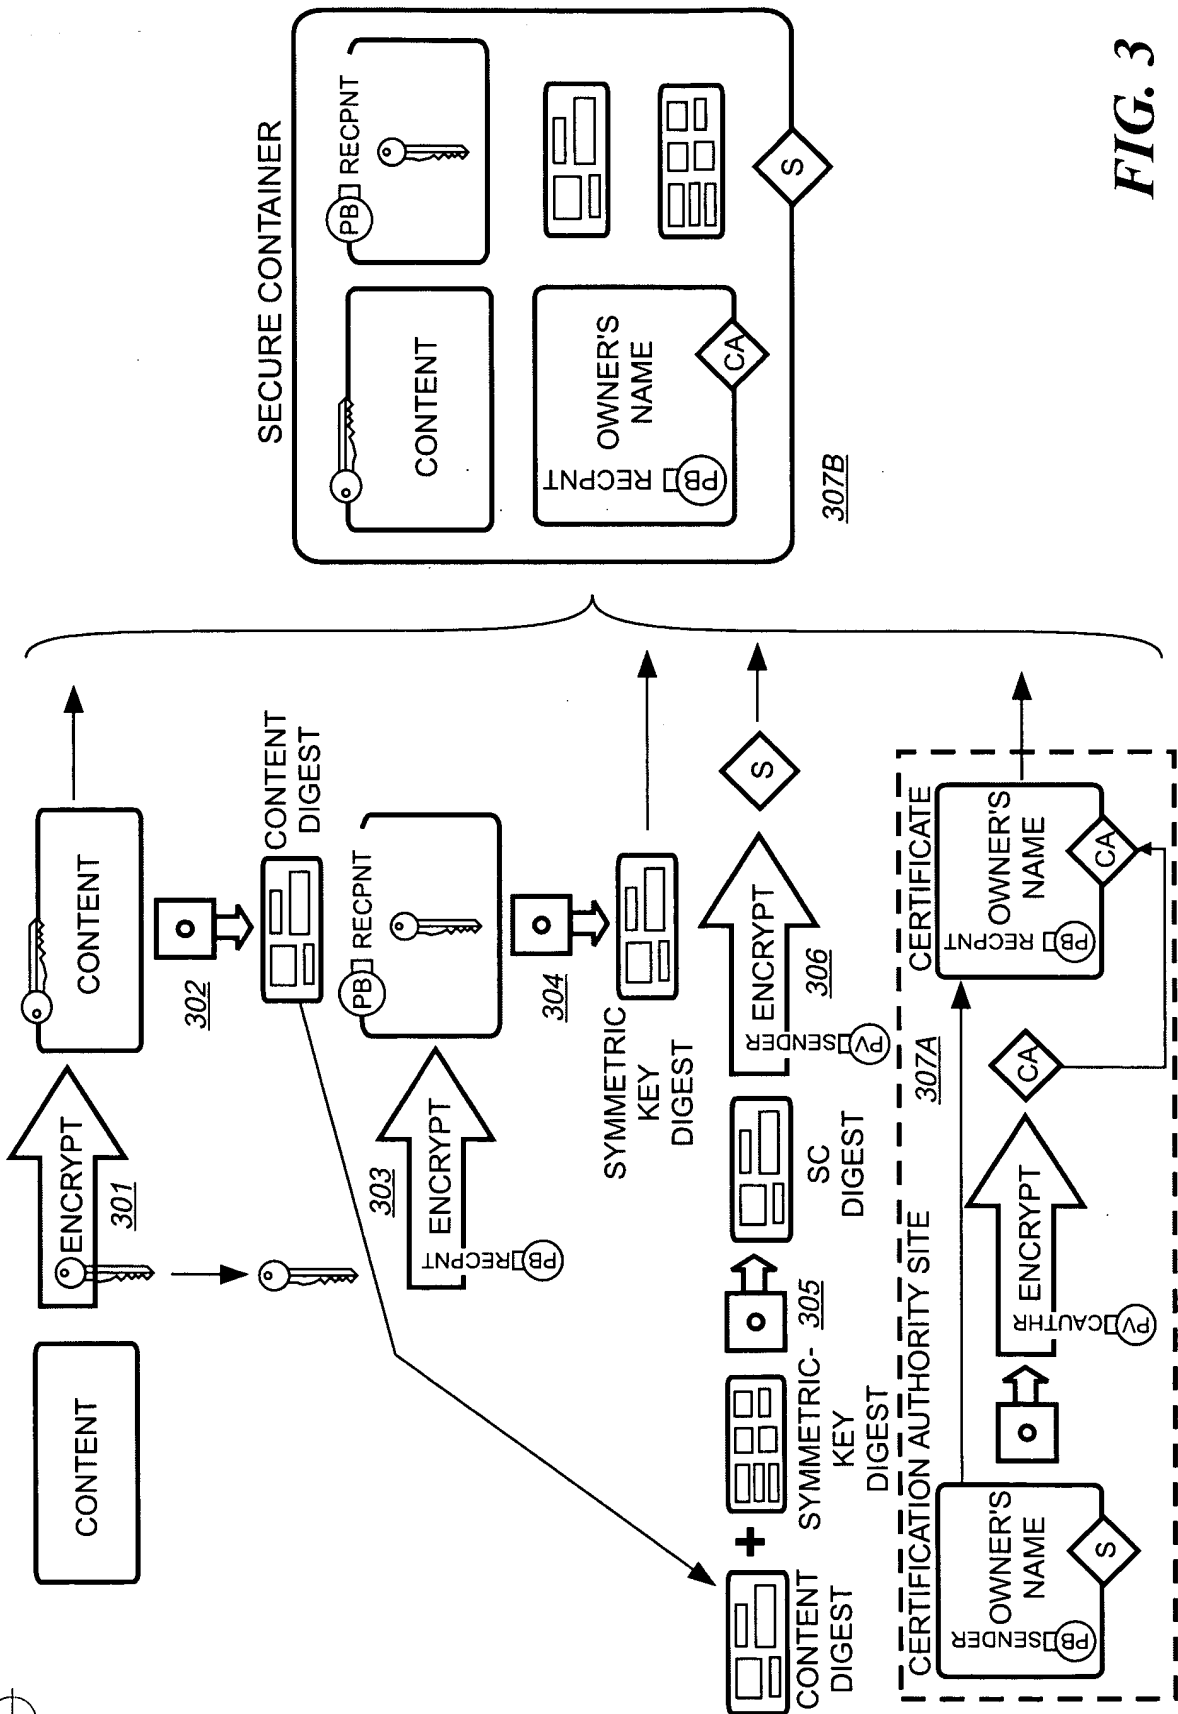 CONTENT
ENCRYPT
301
CONTENT
302
CONTENT
DIGEST
303
ENCRYPT
PB RECPNT
PB RECPNT
304
SYMMETRIC
KEY
DIGEST
CONTENT
DIGEST
+
SYMMETRIC-
KEY
DIGEST
305
SC
DIGEST
ENCRYPT
PV SENDER
306
S
CERTIFICATION AUTHORITY SITE
307A
OWNER'S
NAME
PB SENDER
S
ENCRYPT
PV CAUTHR
CA
CERTIFICATE
OWNER'S
NAME
PB RECPNT
CA
SECURE CONTAINER
CONTENT
PB RECPNT
OWNER'S
NAME
PB RECPNT
CA
S
307B
FIG. 3